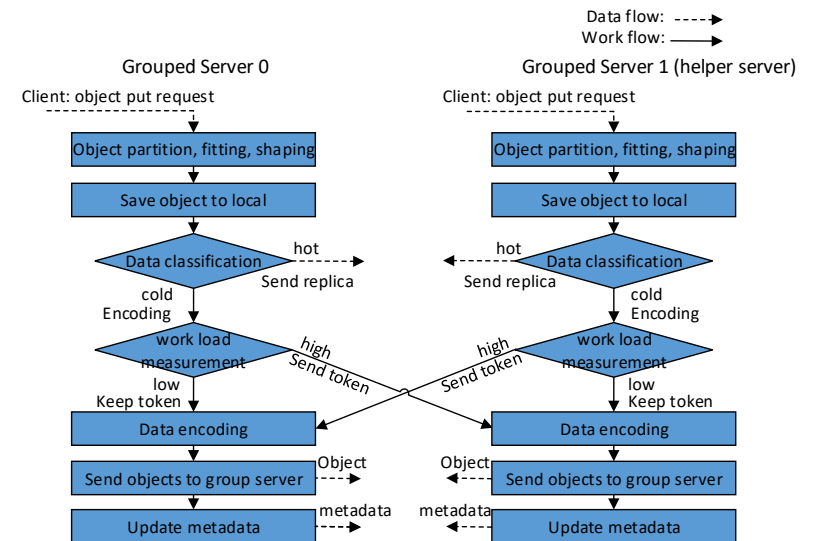 Data flow:
Work flow:
Grouped Server 0
Grouped Server 1 (helper server)
Client: object put request
Client: object put request
Object partition, fitting, shaping
Object partition, fitting, shaping
Save object to local
Save object to local
Data classification
hot
Send replica
hot
Send replica
Data classification
cold
Encoding
cold
Encoding
work load
measurement
high
Send token
high
Send token
work load
measurement
low
Keep token
low
Keep token
Data encoding
Data encoding
Send objects to group server
Object
Object
Send objects to group server
Update metadata
metadata
metadata
Update metadata